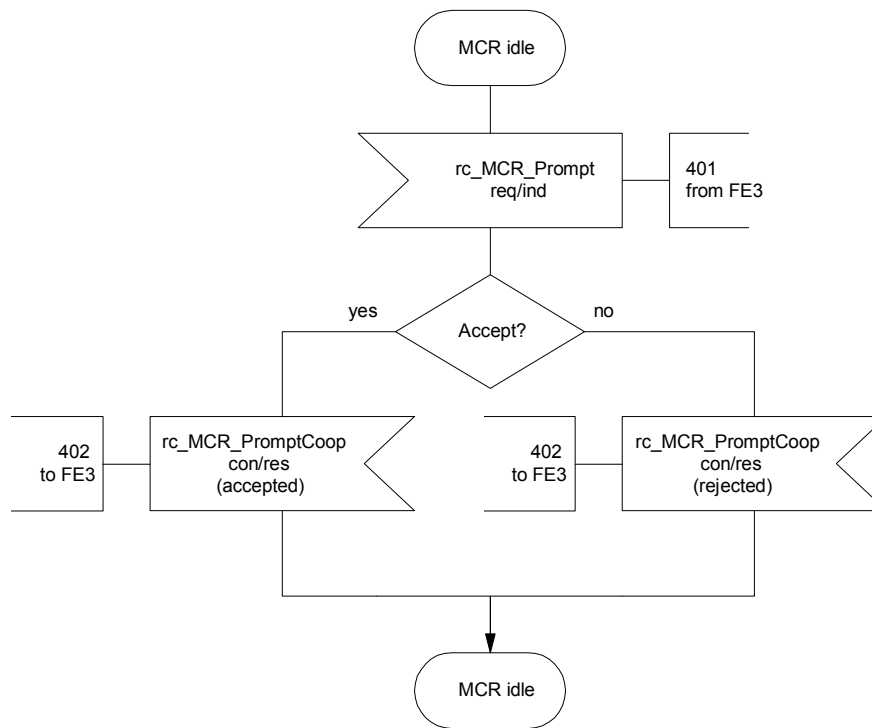 MCR idle
rc_MCR_Prompt
req/ind
401
from FE3
yes
no
Accept?
402
to FE3
rc_MCR_PromptCoop
con/res
(accepted)
402
to FE3
rc_MCR_PromptCoop
con/res
(rejected)
MCR idle